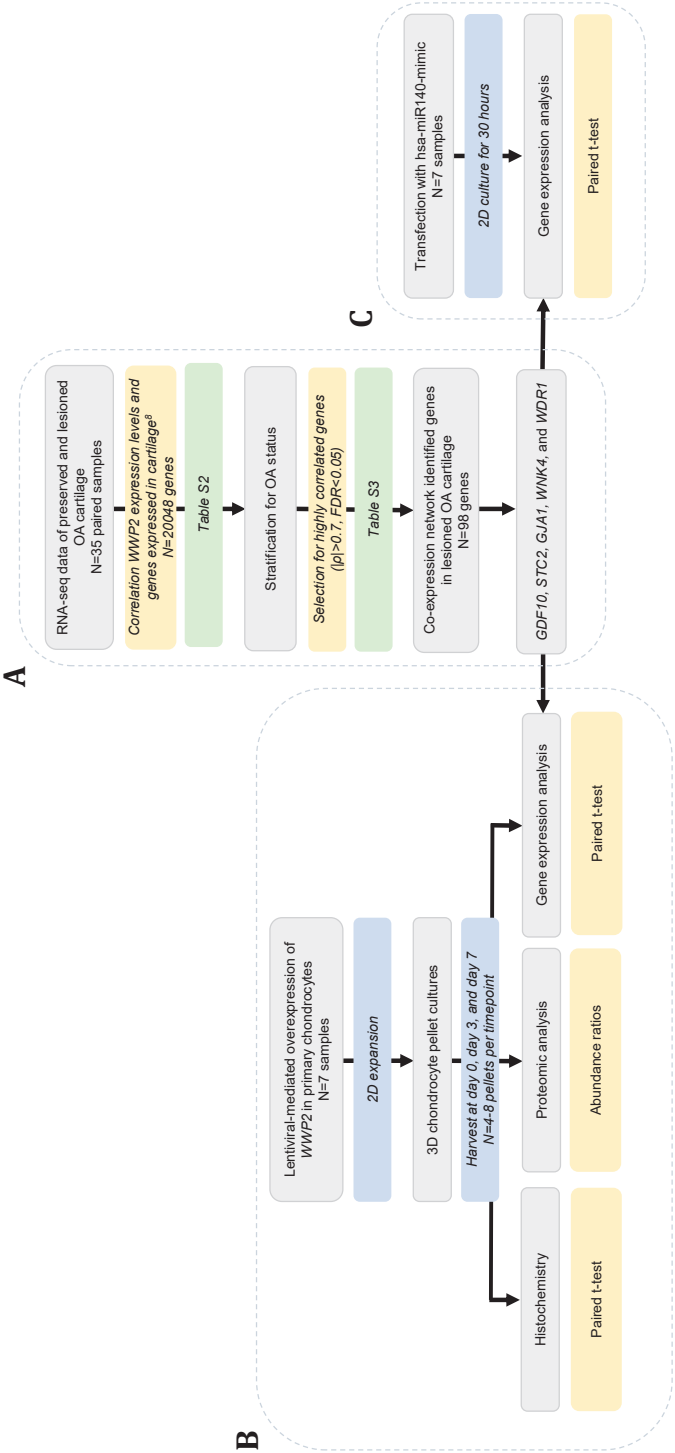 A
RNA-seq data of preserved and lesioned
OA cartilage
N=35 paired samples
Correlation WWP2 expression levels and
genes expressed in cartilage⁸
N=20048 genes
Table S2
Stratification for OA status
Selection for highly correlated genes
(|ρ|>0.7, FDR<0.05)
Table S3
Co-expression network identified genes
in lesioned OA cartilage
N=98 genes
GDF10, STC2, GJA1, WNK4, and WDR1
B
Lentiviral-mediated overexpression of
WWP2 in primary chondrocytes
N=7 samples
2D expansion
3D chondrocyte pellet cultures
Harvest at day 0, day 3, and day 7
N=4-8 pellets per timepoint
Histochemistry
Paired t-test
Proteomic analysis
Abundance ratios
Gene expression analysis
Paired t-test
C
Transfection with hsa-miR140-mimic
N=7 samples
2D culture for 30 hours
Gene expression analysis
Paired t-test